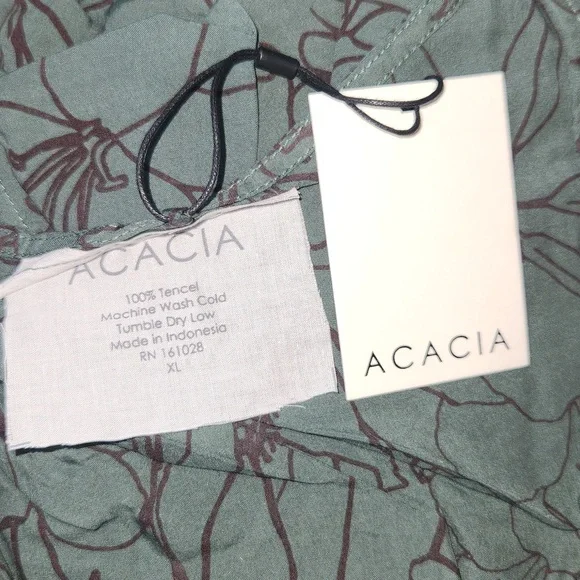 ACACIA
100% Tencel
Machine Wash Cold
Tumble Dry Low
Made in Indonesia
RN 161028
XL
ACACIA